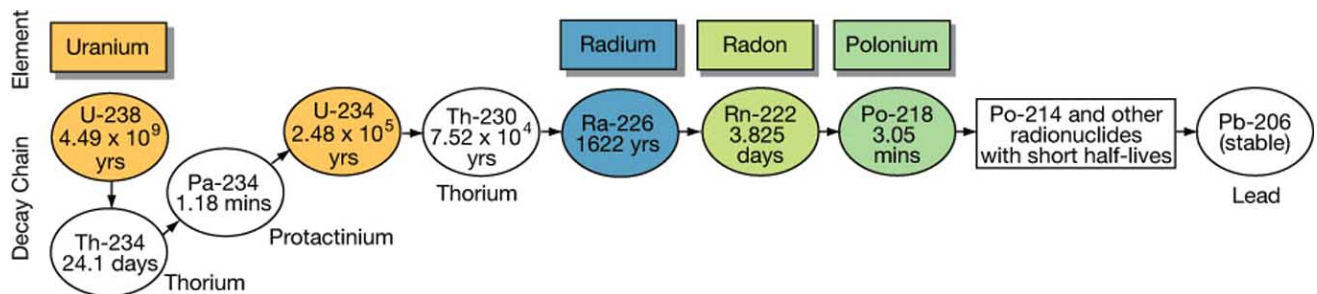 Element
Uranium
Radium
Radon
Polonium
Decay Chain
U-238
4.49 x 10⁹
yrs
Th-234
24.1 days
Thorium
Pa-234
1.18 mins
Protactinium
U-234
2.48 x 10⁵
yrs
Th-230
7.52 x 10⁴
yrs
Thorium
Ra-226
1622 yrs
Rn-222
3.825
days
Po-218
3.05
mins
Po-214 and other
radionuclides
with short half-lives
Pb-206
(stable)
Lead